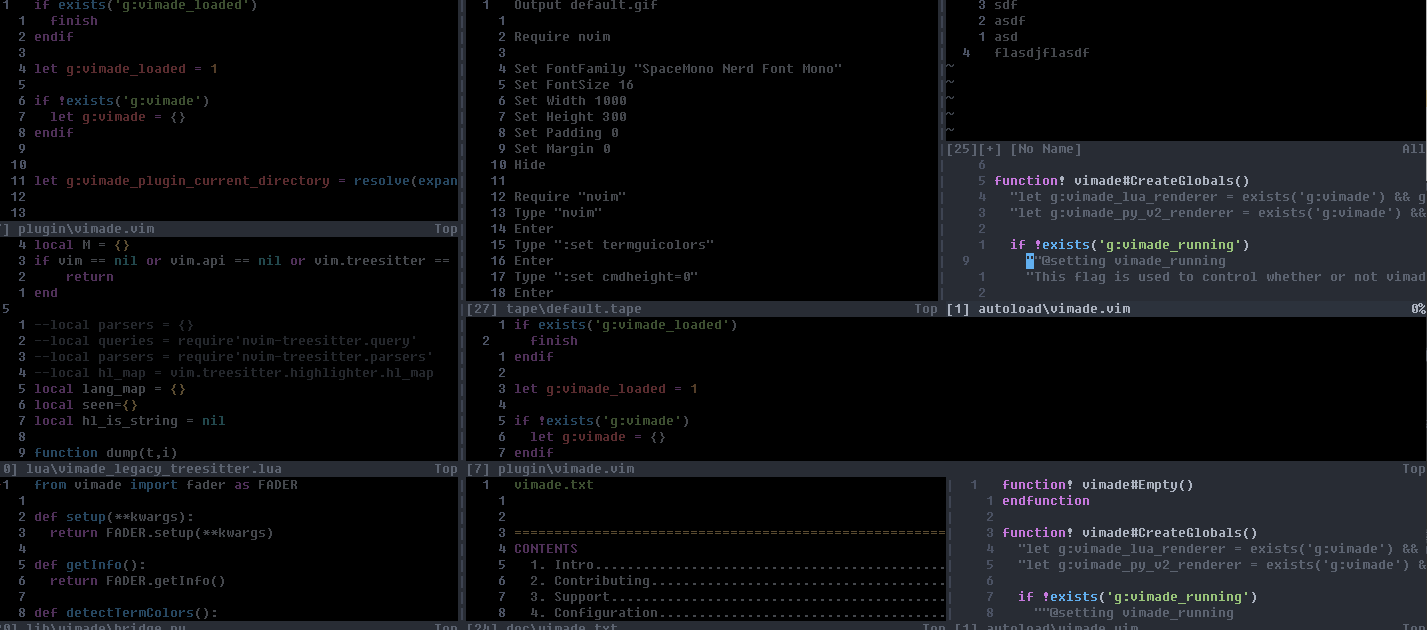 1   if exists('g:vimade_loaded')
1     finish
2   endif
3
4   let g:vimade_loaded = 1
5
6   if !exists('g:vimade')
7     let g:vimade = {}
8   endif
9
10
11  let g:vimade_plugin_current_directory = resolve(expan
12
13
7] plugin\vimade.vim Top
4 local M = {}
3 if vim == nil or vim.api == nil or vim.treesitter ==
2     return
1 end
5
1 --local parsers = {}
2 --local queries = require'nvim-treesitter.query'
3 --local parsers = require'nvim-treesitter.parsers'
4 --local hl_map = vim.treesitter.highlighter.hl_map
5 local lang_map = {}
6 local seen={}
7 local hl_is_string = nil
8
9 function dump(t,i)
0] lua\vimade_legacy_treesitter.lua Top
1 from vimade import fader as FADER
1
2 def setup(**kwargs):
3   return FADER.setup(**kwargs)
4
5 def getInfo():
6   return FADER.getInfo()
7
8 def detectTermColors():
0] lib\vimade\bridge.py Top
1 Output default.gif
1
2 Require nvim
3
4 Set FontFamily "SpaceMono Nerd Font Mono"
5 Set FontSize 16
6 Set Width 1000
7 Set Height 300
8 Set Padding 0
9 Set Margin 0
10 Hide
11
12 Require "nvim"
13 Type "nvim"
14 Enter
15 Type ":set termguicolors"
16 Enter
17 Type ":set cmdheight=0"
18 Enter
[27] tape\default.tape Top
1 if exists('g:vimade_loaded')
2   finish
1 endif
2
3 let g:vimade_loaded = 1
4
5 if !exists('g:vimade')
6   let g:vimade = {}
7 endif
[7] plugin\vimade.vim Top
1 vimade.txt
1
2
3 ======================================================
4 CONTENTS
5   1. Intro............................................
6   2. Contributing.....................................
7   3. Support..........................................
8   4. Configuration....................................
[24] doc\vimade.txt Top
3 sdf
2 asdf
1 asd
4 flasdjflasdf
~
~
~
~
~
[25][+] [No Name] All
6
5 function! vimade#CreateGlobals()
4   "let g:vimade_lua_renderer = exists('g:vimade') && g
3   "let g:vimade_py_v2_renderer = exists('g:vimade') &&
2
1   if !exists('g:vimade_running')
9     ""@setting vimade_running
1     "This flag is used to control whether or not vimad
2
[1] autoload\vimade.vim 0%
1 function! vimade#Empty()
1 endfunction
2
3 function! vimade#CreateGlobals()
4   "let g:vimade_lua_renderer = exists('g:vimade') &&
5   "let g:vimade_py_v2_renderer = exists('g:vimade') &
6
7   if !exists('g:vimade_running')
8     ""@setting vimade_running
[1] autoload\vimade.vim Top